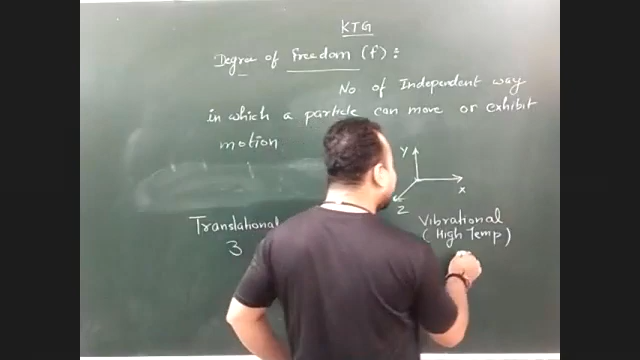 KTG
Degree of Freedom (f) :
No of Independent way
in which a particle can move or exhibit
motion
Y
X
Z
Translational Vibrational
3 (High Temp)